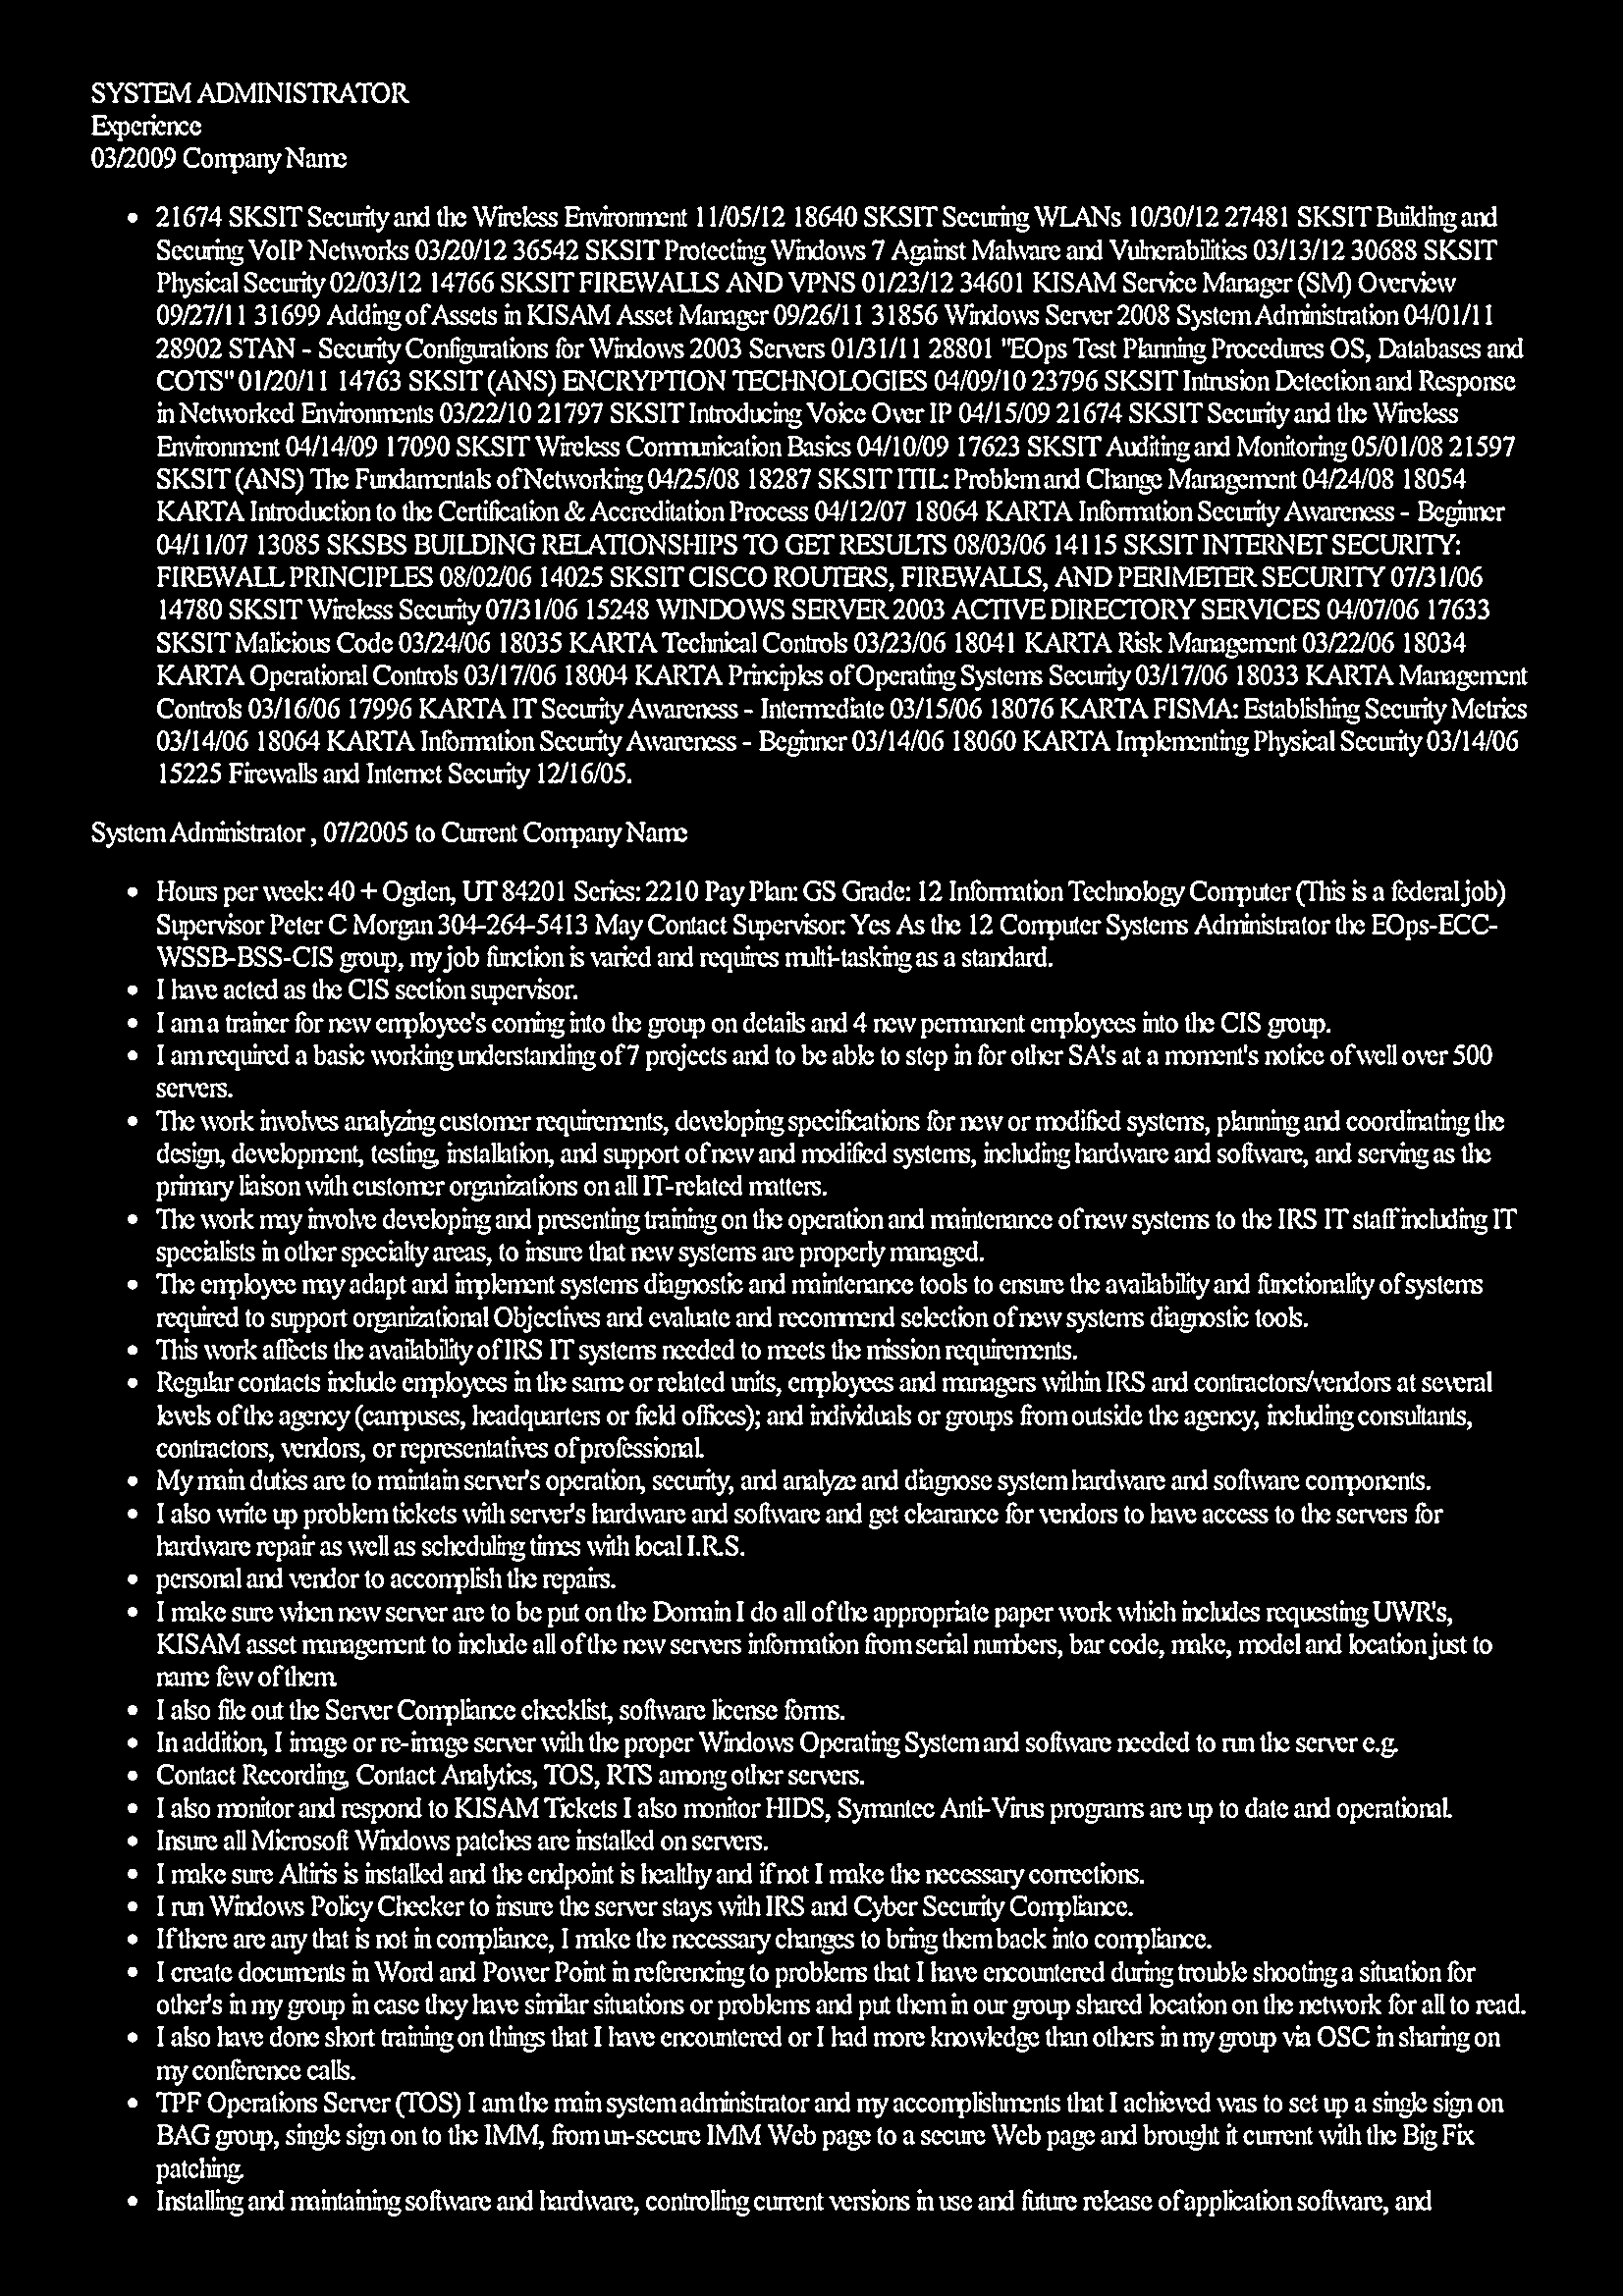 SYSTEM ADMINISTRATOR
Experience
03/2009 Company Name
• 21674 SKSIT Security and the Wireless Environment 11/05/12 18640 SKSIT Securing WLANs 10/30/12 27481 SKSIT Building and
Securing VoIP Networks 03/20/12 36542 SKSIT Protecting Windows 7 Against Malware and Vulnerabilities 03/13/12 30688 SKSIT
Physical Security 02/03/12 14766 SKSIT FIREWALLS AND VPNS 01/23/12 34601 KISAM Service Manager (SM) Overview
09/27/11 31699 Adding of Assets in KISAM Asset Manager 09/26/11 31856 Windows Server 2008 System Administration 04/01/11
28902 STAN - Security Configurations for Windows 2003 Servers 01/31/11 28801 "EOps Test Planning Procedures OS, Databases and
COTS" 01/20/11 14763 SKSIT (ANS) ENCRYPTION TECHNOLOGIES 04/09/10 23796 SKSIT Intrusion Detection and Response
in Networked Environments 03/22/10 21797 SKSIT Introducing Voice Over IP 04/15/09 21674 SKSIT Security and the Wireless
Environment 04/14/09 17090 SKSIT Wireless Communication Basics 04/10/09 17623 SKSIT Auditing and Monitoring 05/01/08 21597
SKSIT (ANS) The Fundamentals of Networking 04/25/08 18287 SKSIT ITIL: Problem and Change Management 04/24/08 18054
KARTA Introduction to the Certification & Accreditation Process 04/12/07 18064 KARTA Information Security Awareness - Beginner
04/11/07 13085 SKSBS BUILDING RELATIONSHIPS TO GET RESULTS 08/03/06 14115 SKSIT INTERNET SECURITY:
FIREWALL PRINCIPLES 08/02/06 14025 SKSIT CISCO ROUTERS, FIREWALLS, AND PERIMETER SECURITY 07/31/06
14780 SKSIT Wireless Security 07/31/06 15248 WINDOWS SERVER 2003 ACTIVE DIRECTORY SERVICES 04/07/06 17633
SKSIT Malicious Code 03/24/06 18035 KARTA Technical Controls 03/23/06 18041 KARTA Risk Management 03/22/06 18034
KARTA Operational Controls 03/17/06 18004 KARTA Principles of Operating Systems Security 03/17/06 18033 KARTA Management
Controls 03/16/06 17996 KARTA IT Security Awareness - Intermediate 03/15/06 18076 KARTA FISMA: Establishing Security Metrics
03/14/06 18064 KARTA Information Security Awareness - Beginner 03/14/06 18060 KARTA Implementing Physical Security 03/14/06
15225 Firewalls and Internet Security 12/16/05.
System Administrator , 07/2005 to Current Company Name
• Hours per week: 40 + Ogden, UT 84201 Series: 2210 Pay Plan: GS Grade: 12 Information Technology Computer (This is a federal job)
Supervisor Peter C Morgan 304-264-5413 May Contact Supervisor: Yes As the 12 Computer Systems Administrator the EOps-ECC-
WSSB-BSS-CIS group, my job function is varied and requires multi-tasking as a standard.
• I have acted as the CIS section supervisor.
• I am a trainer for new employee's coming into the group on details and 4 new permanent employees into the CIS group.
• I am required a basic working understanding of 7 projects and to be able to step in for other SA's at a moment's notice of well over 500
servers.
• The work involves analyzing customer requirements, developing specifications for new or modified systems, planning and coordinating the
design, development, testing, installation, and support of new and modified systems, including hardware and software, and serving as the
primary liaison with customer organizations on all IT-related matters.
• The work may involve developing and presenting training on the operation and maintenance of new systems to the IRS IT staff including IT
specialists in other specialty areas, to insure that new systems are properly managed.
• The employee may adapt and implement systems diagnostic and maintenance tools to ensure the availability and functionality of systems
required to support organizational Objectives and evaluate and recommend selection of new systems diagnostic tools.
• This work affects the availability of IRS IT systems needed to meets the mission requirements.
• Regular contacts include employees in the same or related units, employees and managers within IRS and contractors/vendors at several
levels of the agency (campuses, headquarters or field offices); and individuals or groups from outside the agency, including consultants,
contractors, vendors, or representatives of professional.
• My main duties are to maintain server's operation, security, and analyze and diagnose system hardware and software components.
• I also write up problem tickets with server's hardware and software and get clearance for vendors to have access to the servers for
hardware repair as well as scheduling times with local I.R.S.
• personal and vendor to accomplish the repairs.
• I make sure when new server are to be put on the Domain I do all of the appropriate paper work which includes requesting UWR's,
KISAM asset management to include all of the new servers information from serial numbers, bar code, make, model and location just to
name few of them.
• I also file out the Server Compliance checklist, software license forms.
• In addition, I image or re-image server with the proper Windows Operating System and software needed to run the server e.g.
• Contact Recording, Contact Analytics, TOS, RTS among other servers.
• I also monitor and respond to KISAM Tickets I also monitor HIDS, Symantec Anti-Virus programs are up to date and operational.
• Insure all Microsoft Windows patches are installed on servers.
• I make sure Altiris is installed and the endpoint is healthy and if not I make the necessary corrections.
• I run Windows Policy Checker to insure the server stays with IRS and Cyber Security Compliance.
• If there are any that is not in compliance, I make the necessary changes to bring them back into compliance.
• I create documents in Word and Power Point in referencing to problems that I have encountered during trouble shooting a situation for
other's in my group in case they have similar situations or problems and put them in our group shared location on the network for all to read.
• I also have done short training on things that I have encountered or I had more knowledge than others in my group via OSC in sharing on
my conference calls.
• TPF Operations Server (TOS) I am the main system administrator and my accomplishments that I achieved was to set up a single sign on
BAG group, single sign on to the IMM, from un-secure IMM Web page to a secure Web page and brought it current with the Big Fix
patching.
• Installing and maintaining software and hardware, controlling current versions in use and future release of application software, and